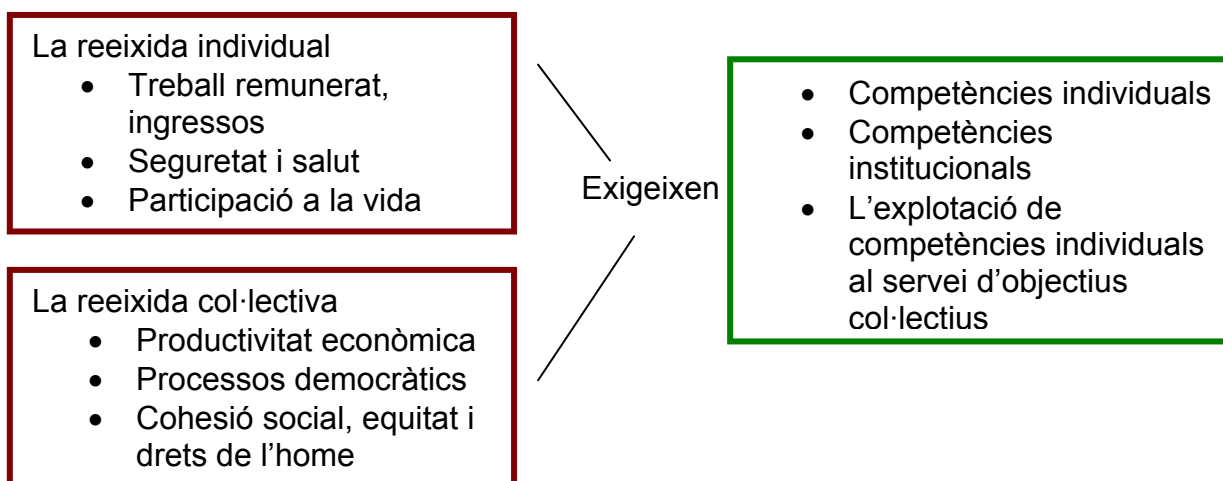 La reeixida individual
• Treball remunerat,
ingressos
• Seguretat i salut
• Participació a la vida
La reeixida col·lectiva
• Productivitat econòmica
• Processos democràtics
• Cohesió social, equitat i
drets de l’home
Exigeixen
• Competències individuals
• Competències
institucionals
• L’explotació de
competències individuals
al servei d’objectius
col·lectius